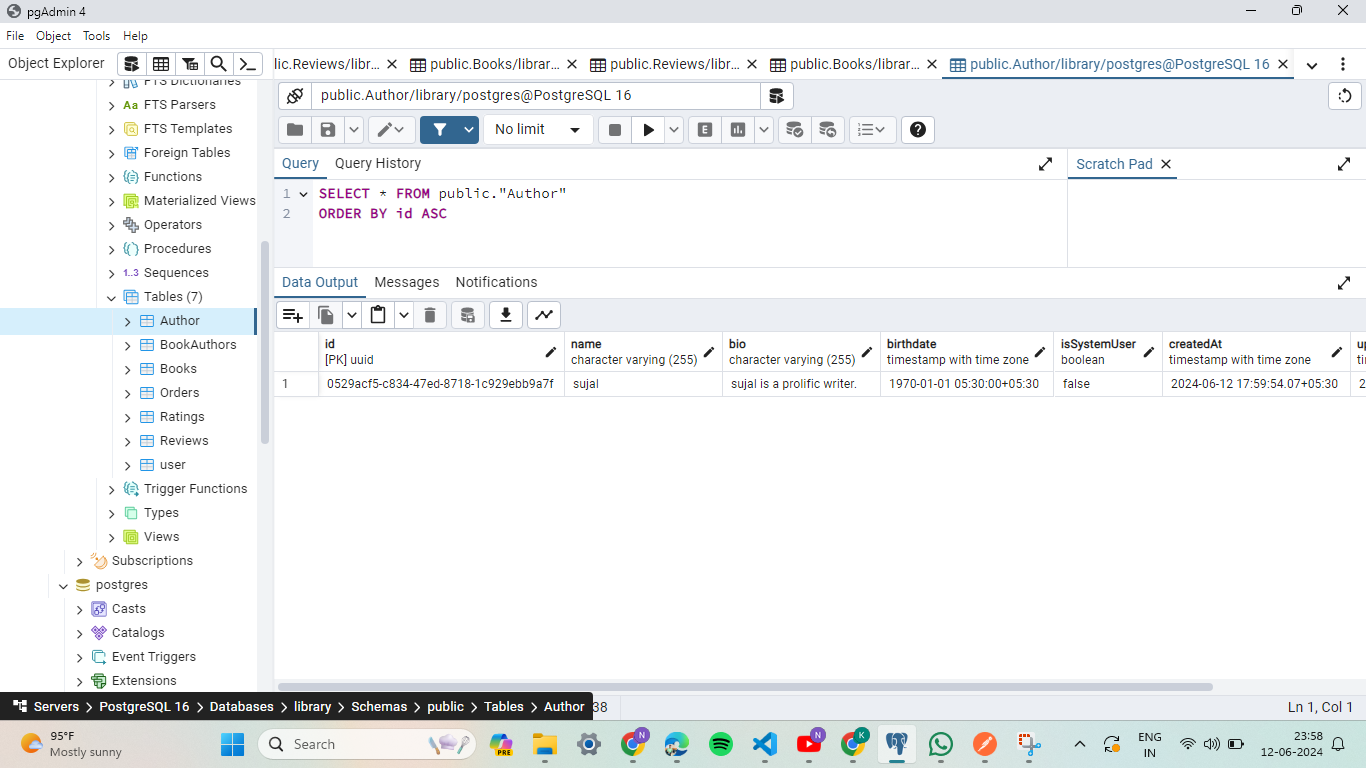 pgAdmin 4
File Object Tools Help
Object Explorer
lic.Reviews/libr... public.Books/librar... public.Reviews/libr... public.Books/librar... public.Author/library/postgres@PostgreSQL 16
public.Author/library/postgres@PostgreSQL 16
No limit
Query Query History
Scratch Pad
1 SELECT * FROM public."Author"
2 ORDER BY id ASC
Data Output Messages Notifications
id name bio birthdate isSystemUser createdAt up
[PK] uuid character varying (255) character varying (255) timestamp with time zone boolean timestamp with time zone tin
1 0529acf5-c834-47ed-8718-1c929ebb9a7f sujal sujal is a prolific writer. 1970-01-01 05:30:00+05:30 false 2024-06-12 17:59:54.07+05:30 2
FTS Dictionaries
FTS Parsers
FTS Templates
Foreign Tables
Functions
Materialized Views
Operators
Procedures
1..3 Sequences
Tables (7)
Author
BookAuthors
Books
Orders
Ratings
Reviews
user
Trigger Functions
Types
Views
Subscriptions
postgres
Casts
Catalogs
Event Triggers
Extensions
Servers > PostgreSQL 16 > Databases > library > Schemas > public > Tables > Author
38
Ln 1, Col 1
95°F
Mostly sunny
Search
PRE
N
N
K
ENG
IN
23:58
12-06-2024